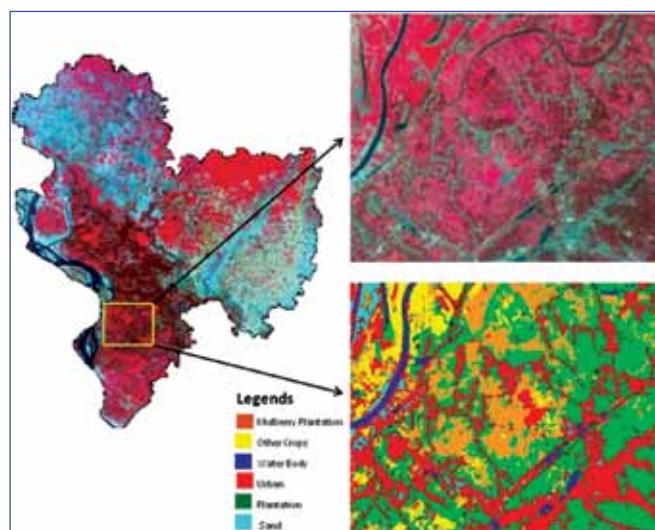 Legends
Mulberry Plantation
Other Crops
Water Body
Urban
Plantation
Sand